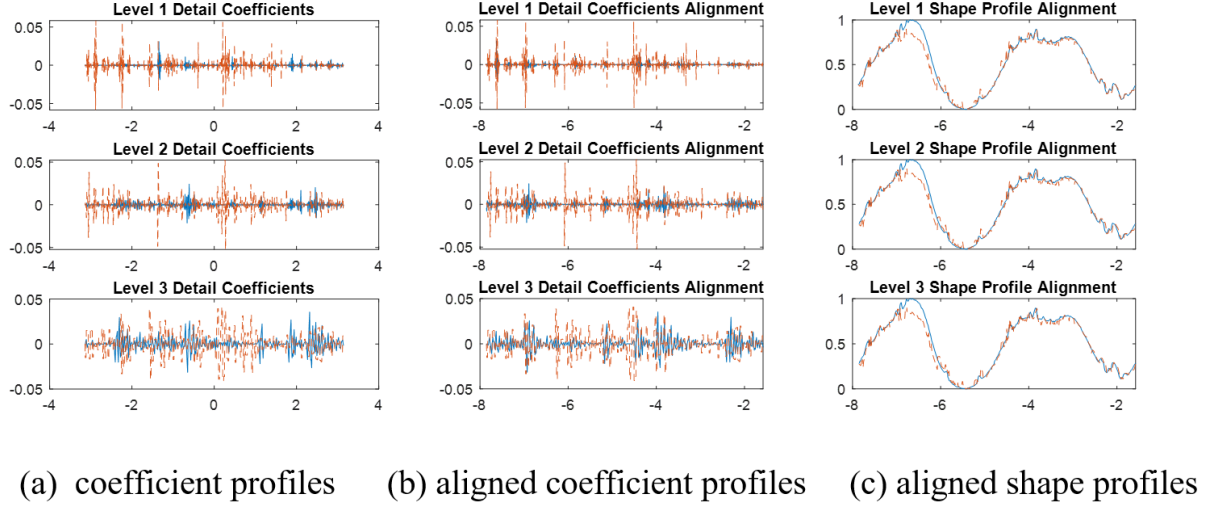 Level 1 Detail Coefficients
0.05
0
-0.05
-4 -2 0 2 4
Level 2 Detail Coefficients
0.05
0
-0.05
-4 -2 0 2 4
Level 3 Detail Coefficients
0.05
0
-0.05
-4 -2 0 2 4
Level 1 Detail Coefficients Alignment
0.05
0
-0.05
-8 -6 -4 -2
Level 2 Detail Coefficients Alignment
0.05
0
-0.05
-8 -6 -4 -2
Level 3 Detail Coefficients Alignment
0.05
0
-0.05
-8 -6 -4 -2
Level 1 Shape Profile Alignment
1
0.5
0
-8 -6 -4 -2
Level 2 Shape Profile Alignment
1
0.5
0
-8 -6 -4 -2
Level 3 Shape Profile Alignment
1
0.5
0
-8 -6 -4 -2
(a) coefficient profiles
(b) aligned coefficient profiles
(c) aligned shape profiles